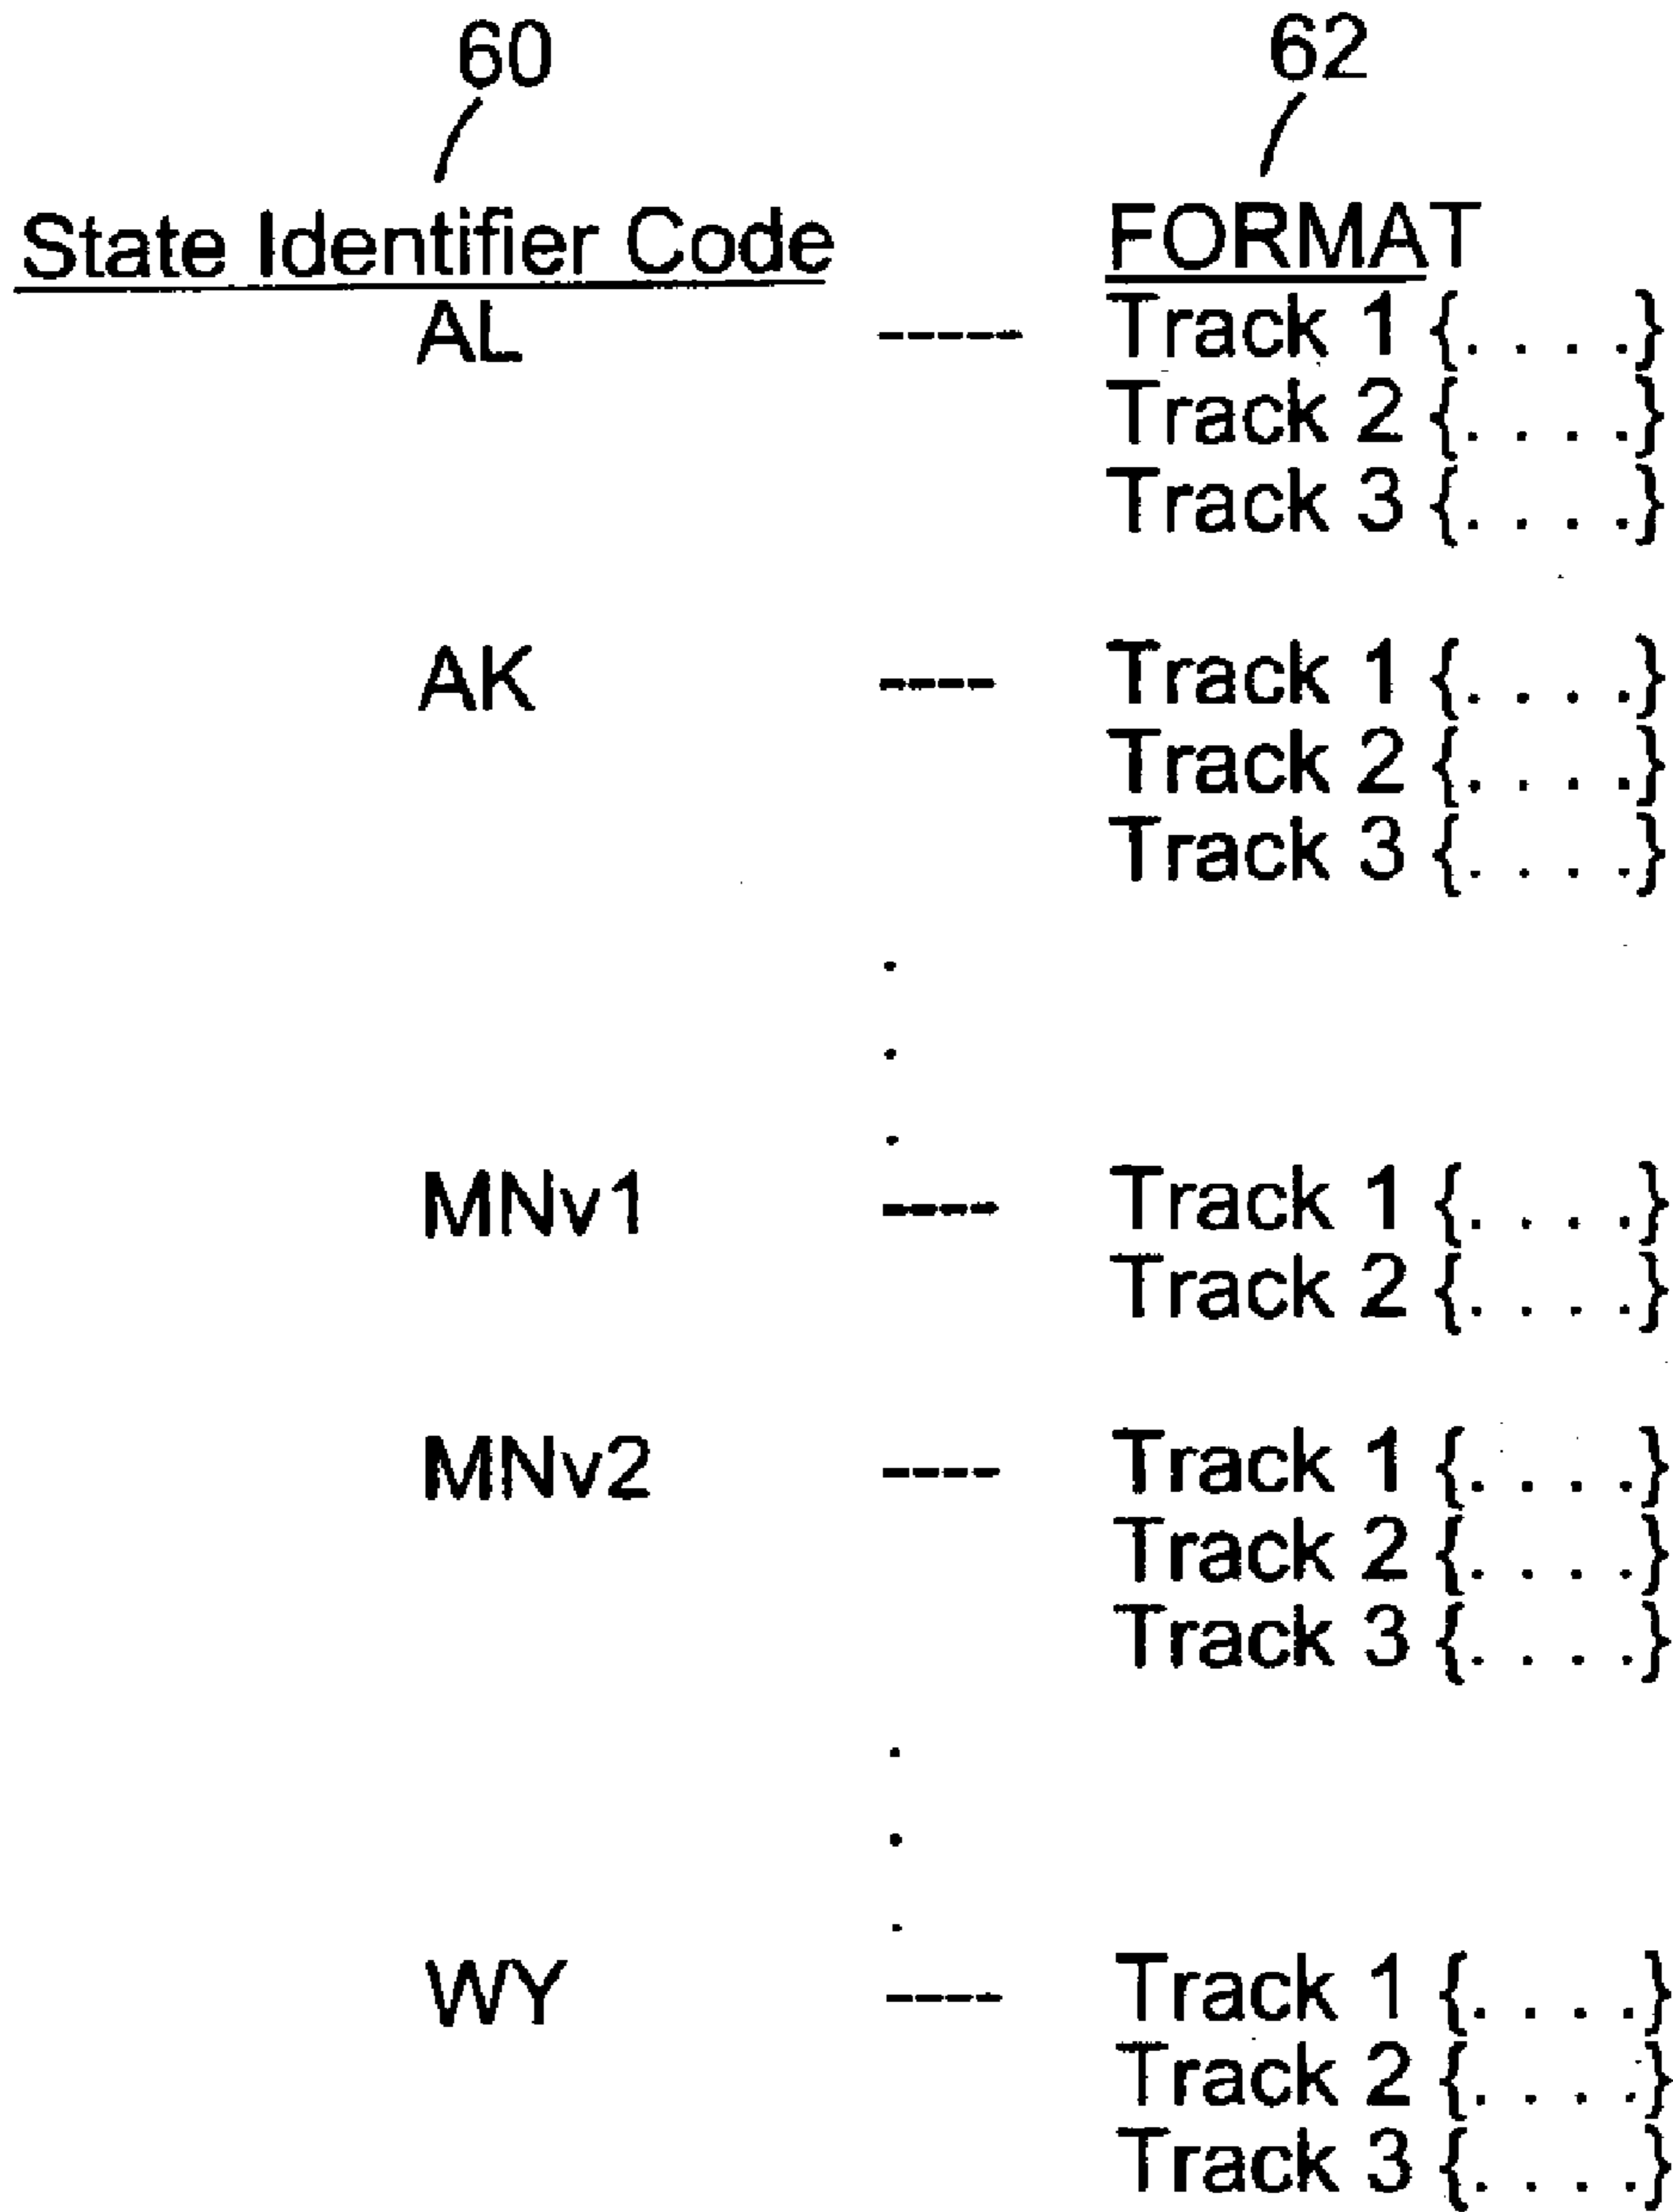 60 62
State Identifier Code FORMAT
AL ----- Track 1 {. . . .}
Track 2 {. . . .}
Track 3 {. . . .}
AK ---- Track 1 {. . . .}
Track 2 {. . . .}
Track 3 {. . . .}
.
.
.
MNv1 ---- Track 1 {. . . .}
Track 2 {. . . .}
MNv2 ---- Track 1 {. . . .}
Track 2 {. . . .}
Track 3 {. . . .}
.
.
.
WY ---- Track 1 {. . . .}
Track 2 {. . . .}
Track 3 {. . . .}